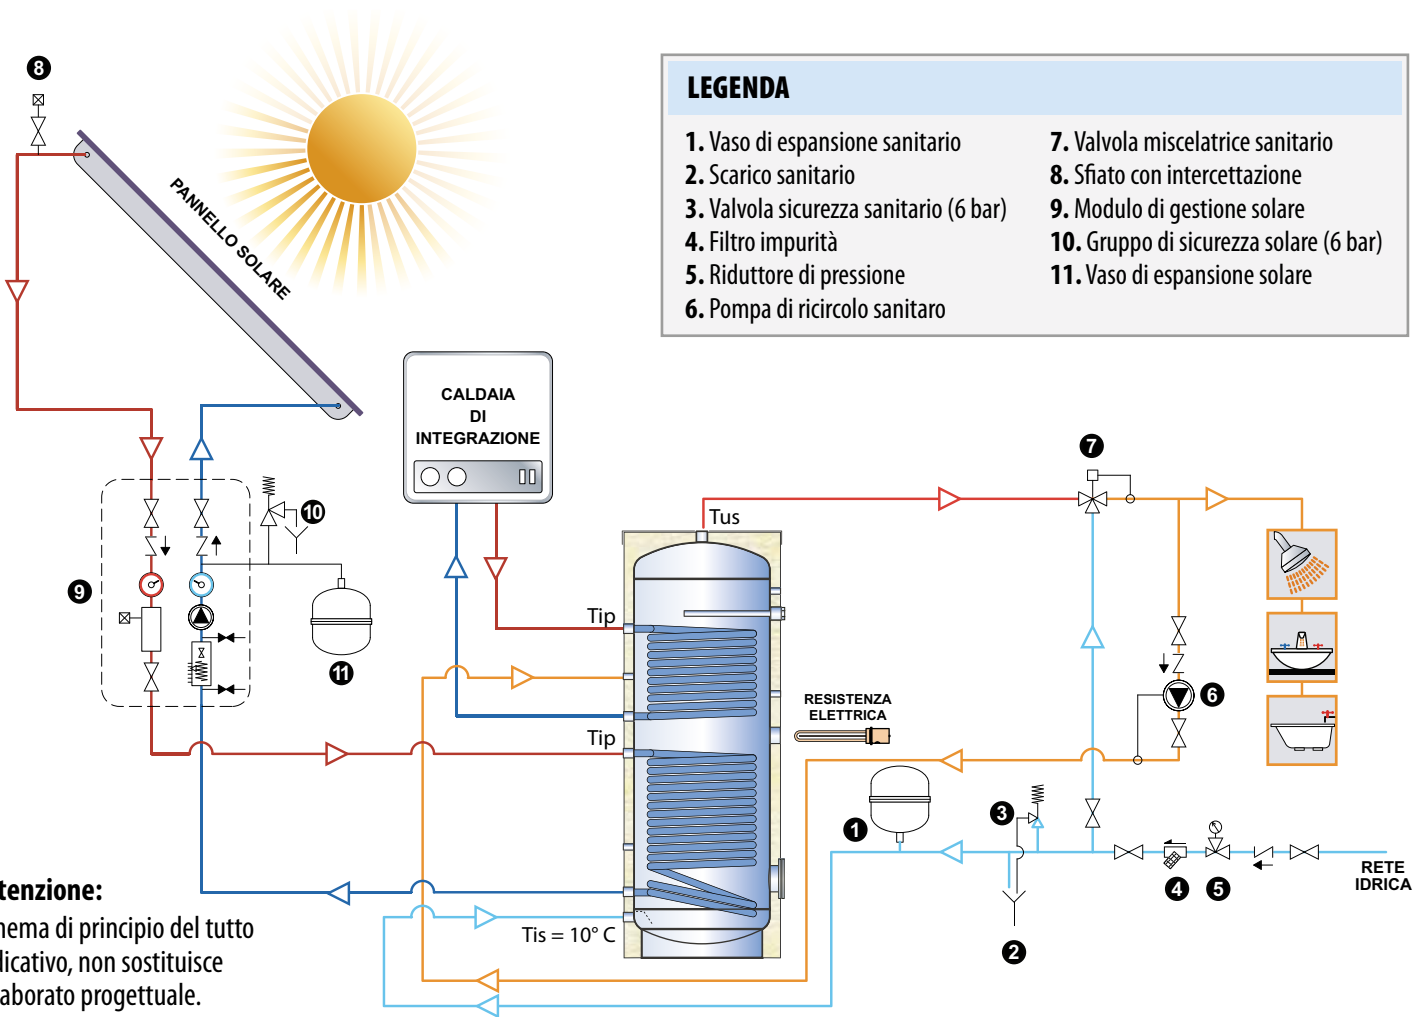 8
LEGENDA
1. Vaso di espansione sanitario
2. Scarico sanitario
3. Valvola sicurezza sanitario (6 bar)
4. Filtro impurità
5. Riduttore di pressione
6. Pompa di ricircolo sanitaro
7. Valvola miscelatrice sanitario
8. Sfiato con intercettazione
9. Modulo di gestione solare
10. Gruppo di sicurezza solare (6 bar)
11. Vaso di espansione solare
PANNELLO SOLARE
CALDAIA
DI
INTEGRAZIONE
7
10
Tus
9
Tip
11
6
RESISTENZA
ELETTRICA
Tip
3
1
4
5
RETE
IDRICA
2
Tis = 10° C
tenzione:
nema di principio del tutto
dicativo, non sostituisce
aborato progettuale.